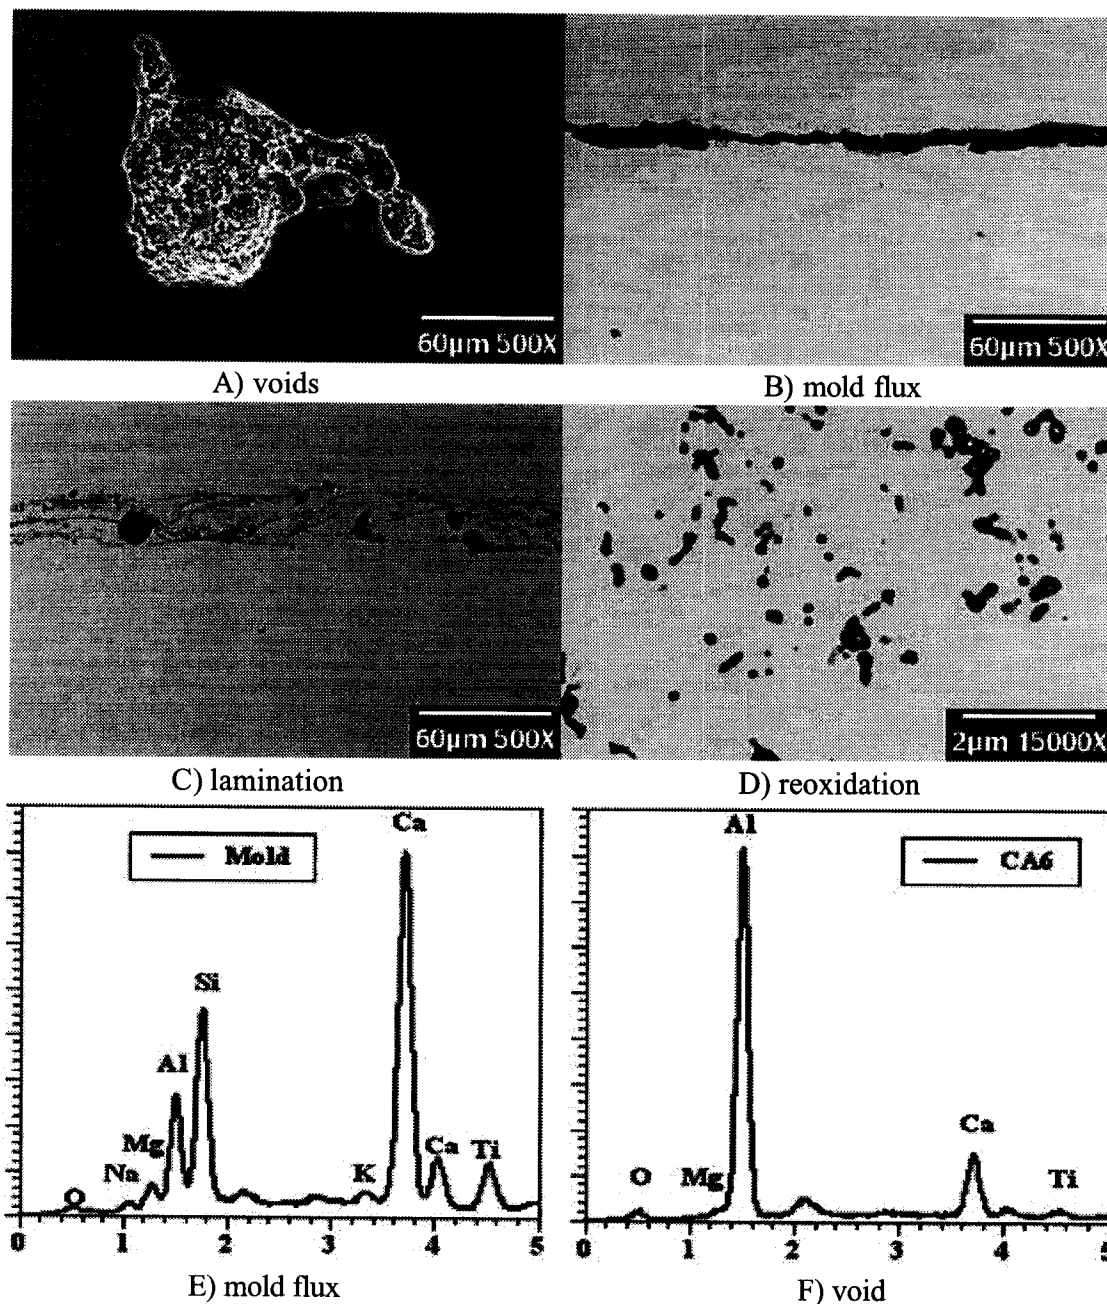 60µm 500X
60µm 500X
A) voids
B) mold flux
60µm 500X
2µm 15000X
C) lamination
D) reoxidation
Mold
Ca
Si
Al
Mg
Na
O
K
Ca
Ti
0 1 2 3 4 5
E) mold flux
CA6
Al
O
Mg
Ca
Ti
0 1 2 3 4 5
F) void